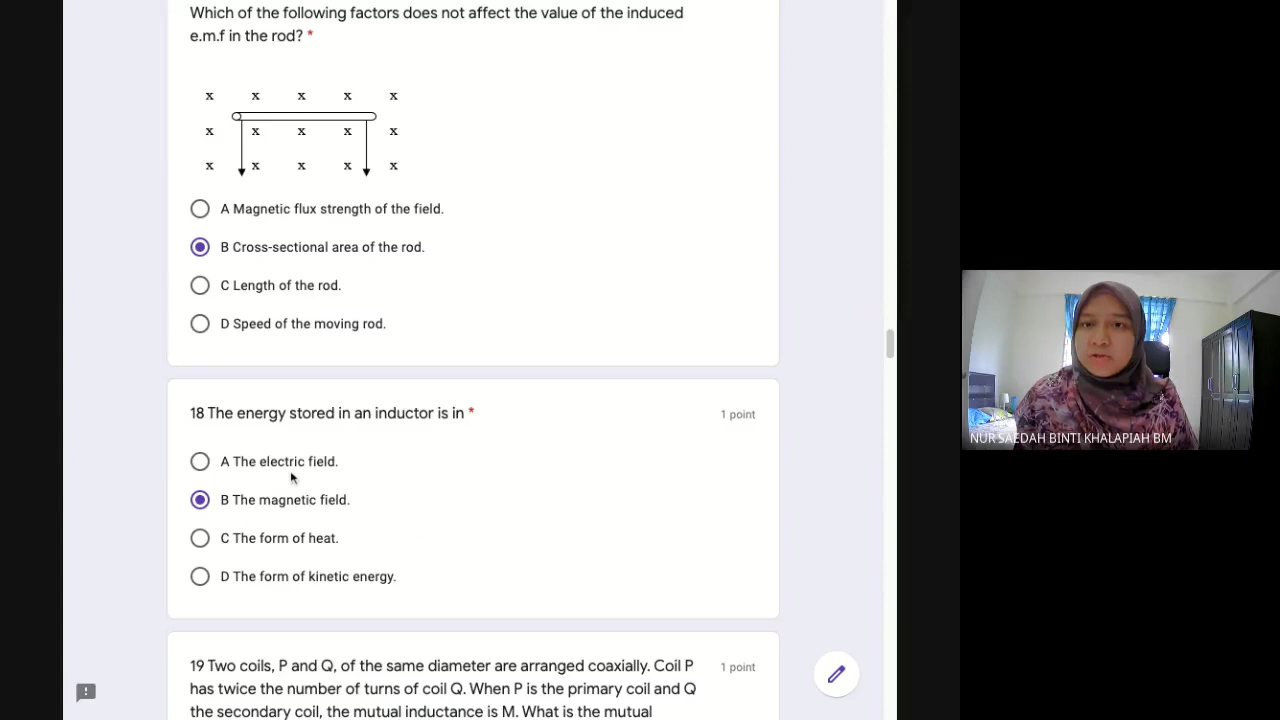 Which of the following factors does not affect the value of the induced
e.m.f in the rod? *
x x x x x
x x x x x
x x x x x
A Magnetic flux strength of the field.
B Cross-sectional area of the rod.
C Length of the rod.
D Speed of the moving rod.
18 The energy stored in an inductor is in *
1 point
A The electric field.
B The magnetic field.
C The form of heat.
D The form of kinetic energy.
19 Two coils, P and Q, of the same diameter are arranged coaxially. Coil P
1 point
has twice the number of turns of coil Q. When P is the primary coil and Q
the secondary coil, the mutual inductance is M. What is the mutual
NUR SAEDAH BINTI KHALAPIAH BM